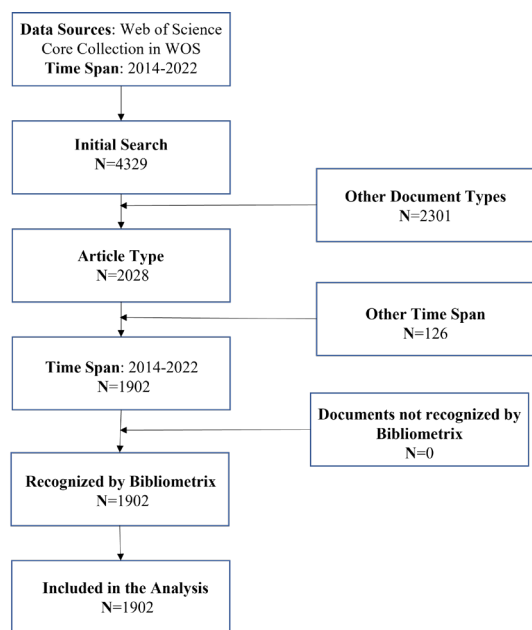 Data Sources: Web of Science
Core Collection in WOS
Time Span: 2014-2022
Initial Search
N=4329
Other Document Types
N=2301
Article Type
N=2028
Other Time Span
N=126
Time Span: 2014-2022
N=1902
Documents not recognized by
Bibliometrix
N=0
Recognized by Bibliometrix
N=1902
Included in the Analysis
N=1902